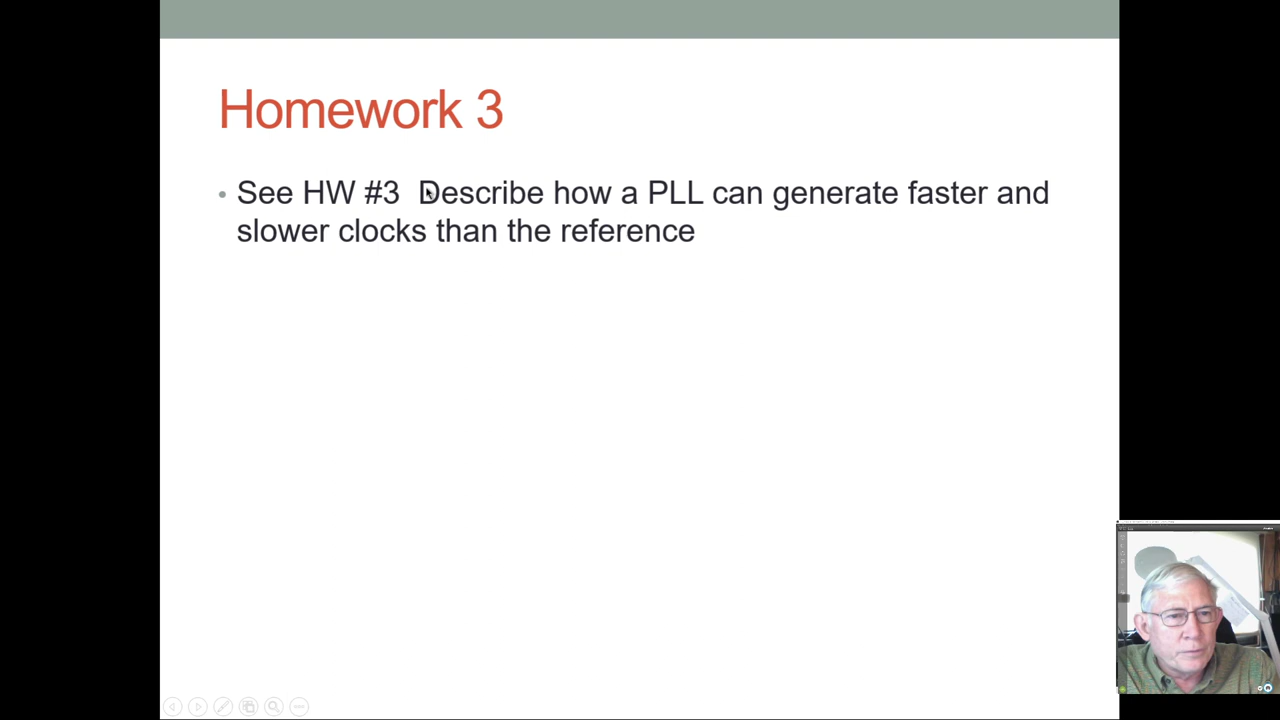 Homework 3
• See HW #3 Describe how a PLL can generate faster and
slower clocks than the reference